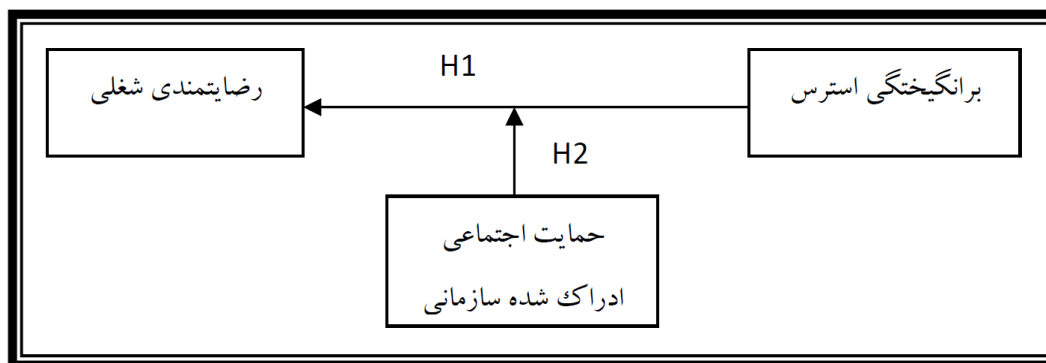 برانگیختگی استرس
H1
رضایتمندی شغلی
H2
حمایت اجتماعی
ادراک شده سازمانی